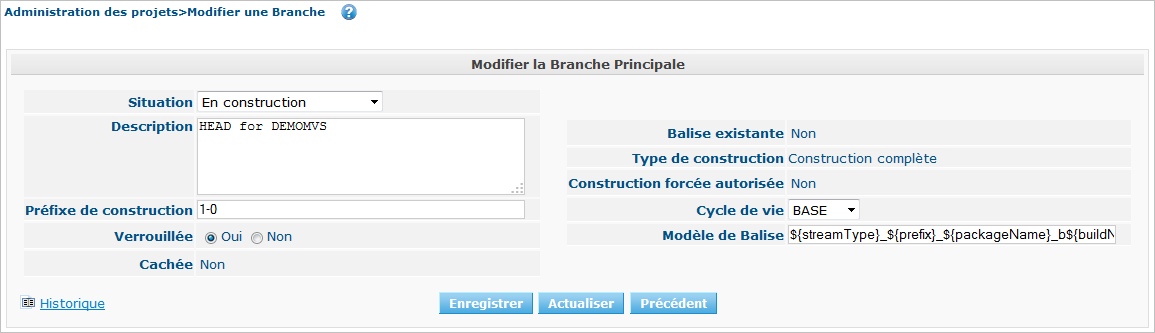 Administration des projets>Modifier une Branche ?
Modifier la Branche Principale
Situation En construction
Description HEAD for DEMOMVS
Préfixe de construction 1-0
Verrouillée Oui Non
Cachée Non
Balise existante Non
Type de construction Construction complète
Construction forcée autorisée Non
Cycle de vie BASE
Modèle de Balise ${streamType}_${prefix}_${packageName}_b${buildN
Historique
Enregistrer Actualiser Précédent